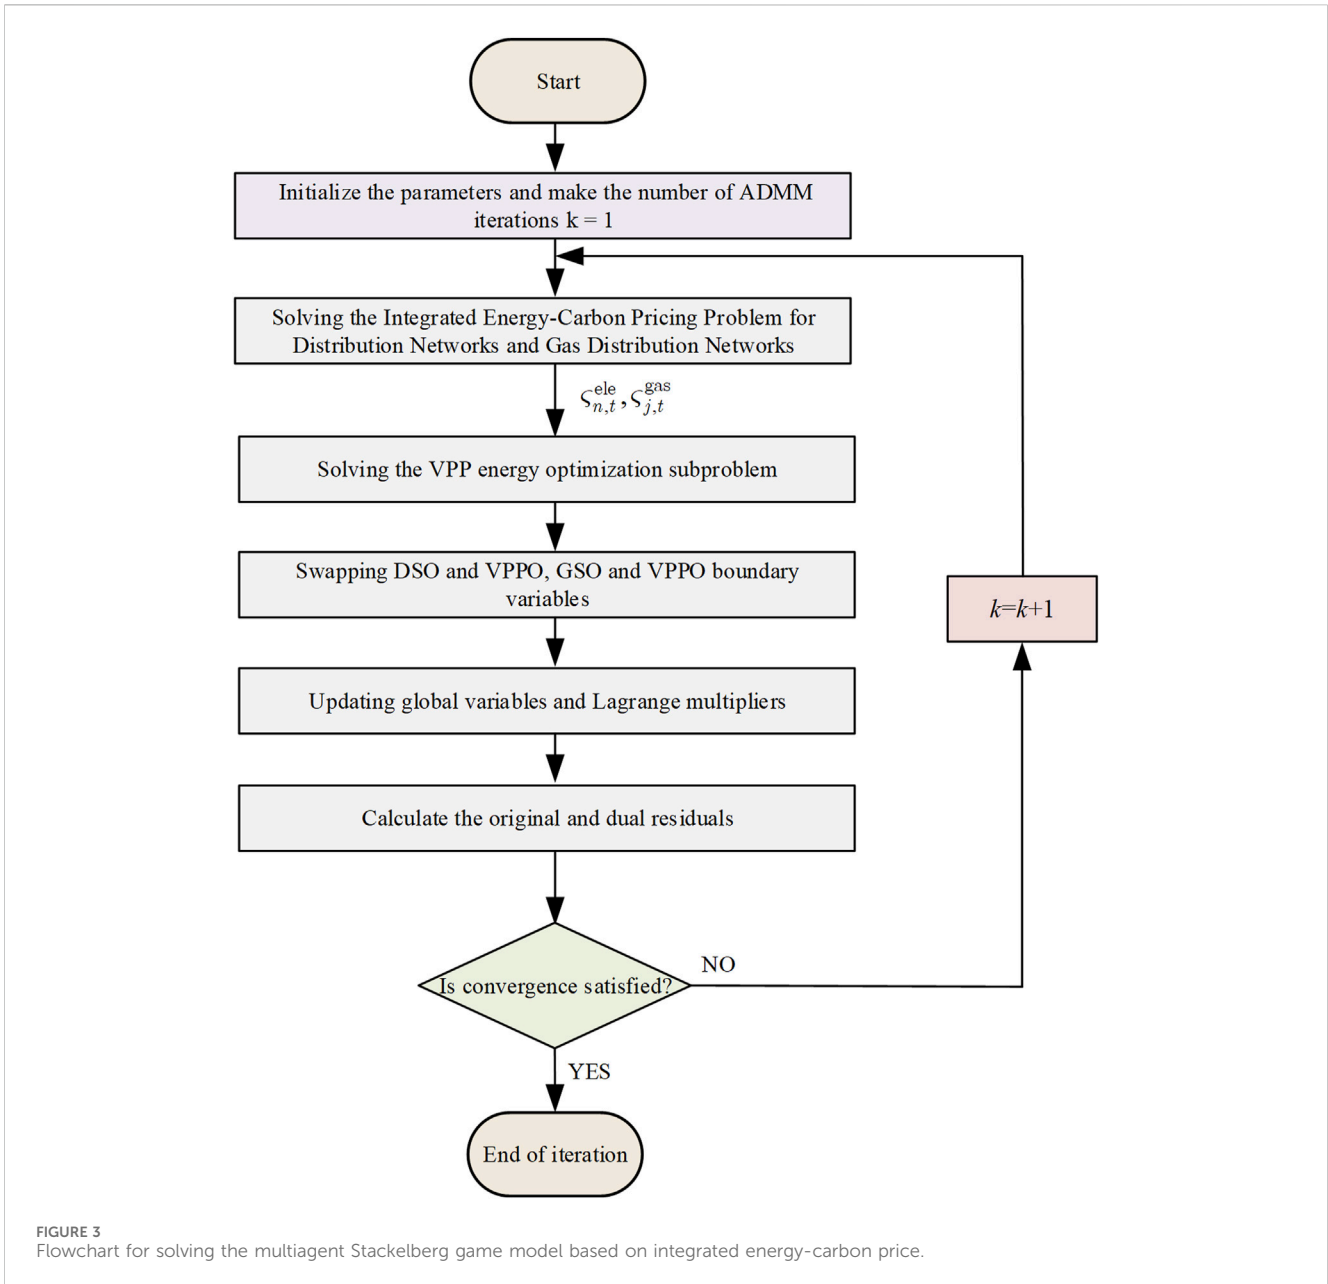 Start
Initialize the parameters and make the number of ADMM
iterations k = 1
Solving the Integrated Energy-Carbon Pricing Problem for
Distribution Networks and Gas Distribution Networks
ς^{ele}_{n,t}, ς^{gas}_{j,t}
Solving the VPP energy optimization subproblem
Swapping DSO and VPPO, GSO and VPPO boundary
variables
k=k+1
Updating global variables and Lagrange multipliers
Calculate the original and dual residuals
Is convergence satisfied?
NO
YES
End of iteration
FIGURE 3
Flowchart for solving the multiagent Stackelberg game model based on integrated energy-carbon price.